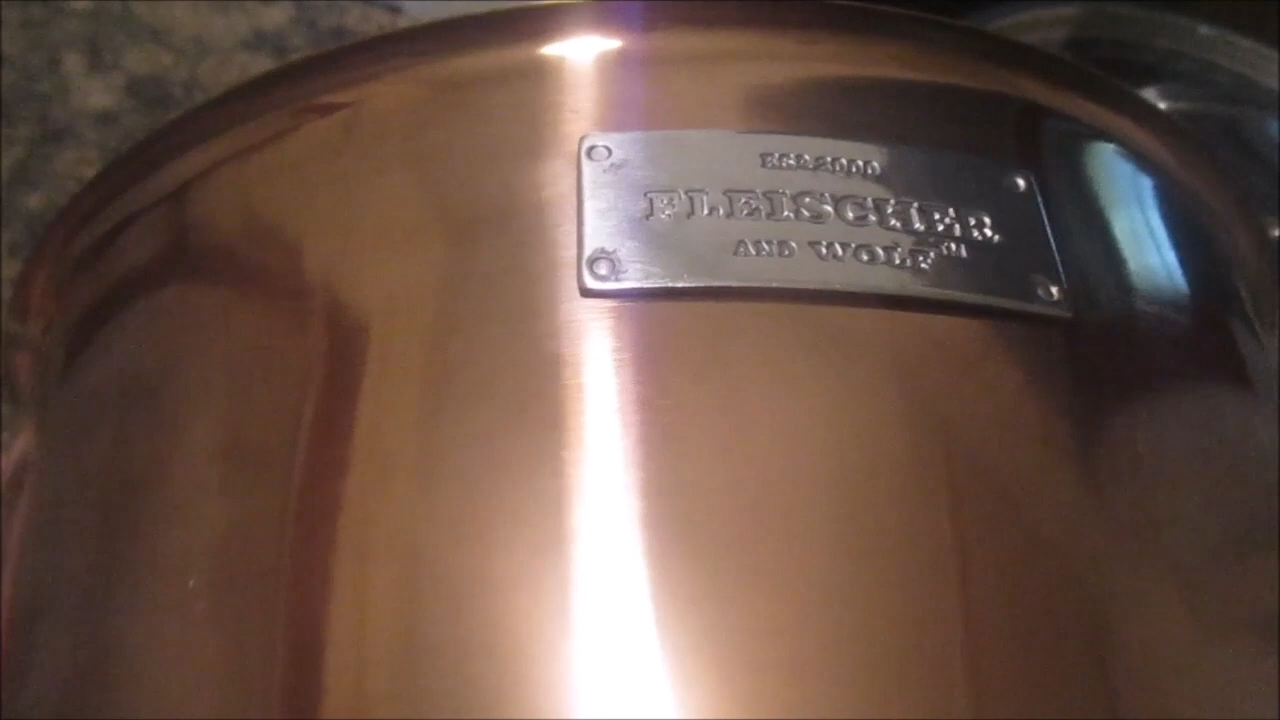 EST. 2000
FLEISCHER
AND WOLF™